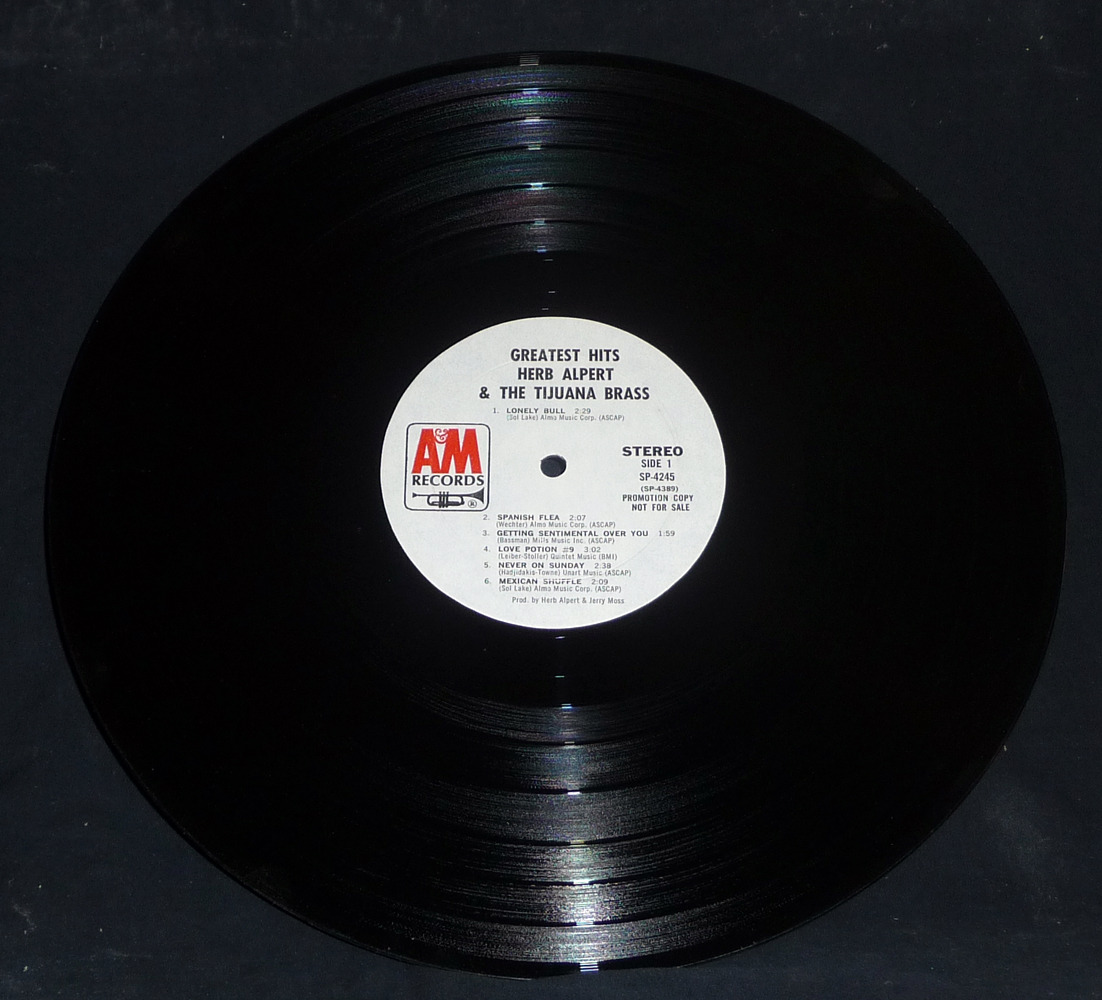 GREATEST HITS
HERB ALPERT
& THE TIJUANA BRASS
1. LONELY BULL 2:29
(Sol Lake) Almo Music Corp. (ASCAP)
A&M
RECORDS
®
STEREO
SIDE 1
SP-4245
(SP-4389)
PROMOTION COPY
NOT FOR SALE
2. SPANISH FLEA 2:07
(Wechter) Almo Music Corp. (ASCAP)
3. GETTING SENTIMENTAL OVER YOU 1:59
(Bassman) Mills Music Inc. (ASCAP)
4. LOVE POTION #9 3:02
(Leiber-Stoller) Quintet Music (BMI)
5. NEVER ON SUNDAY 2:38
(Hadjidakis-Towne) Unart Music (ASCAP)
6. MEXICAN SHUFFLE 2:09
(Sol Lake) Almo Music Corp. (ASCAP)
Prod. by Herb Alpert & Jerry Moss